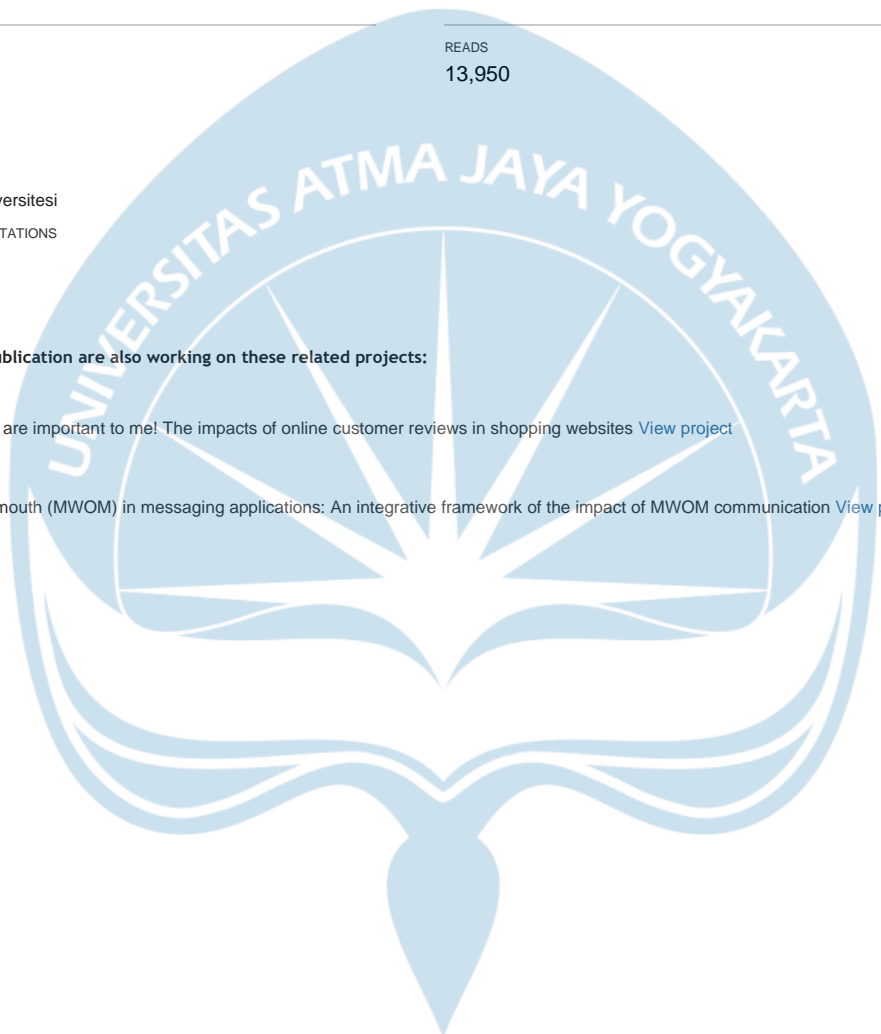 READS
13,950
UNIVERSITAS ATMA JAYA YOGYAKARTA
versitesi
TATIONS
ublication are also working on these related projects:
are important to me! The impacts of online customer reviews in shopping websites View project
mouth (MWOM) in messaging applications: An integrative framework of the impact of MWOM communication View p